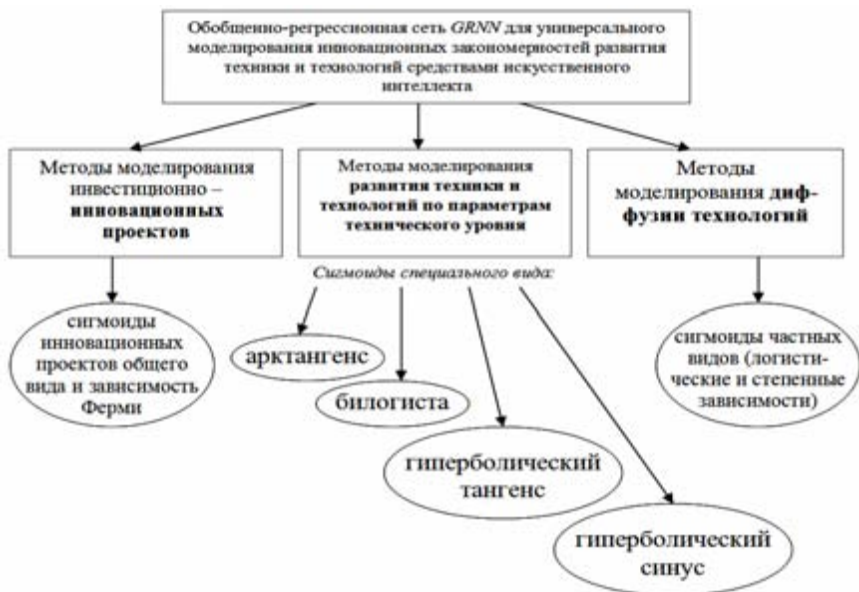 Обобщенно-регрессионная сеть GRNN для универсального
моделирования инновационных закономерностей развития
техники и технологий средствами искусственного
интеллекта
Методы моделирования
инвестиционно –
инновационных
проектов
Методы моделирования
развития техники и
технологий по параметрам
технического уровня
Методы
моделирования диф-
фузии технологий
Сигмоиды специального вида:
сигмоиды
инновационных
проектов общего
вида и зависимость
Ферми
арктангенс
билогиста
гиперболический
тангенс
гиперболический
синус
сигмоиды частных
видов (логисти-
ческие и степенные
зависимости)